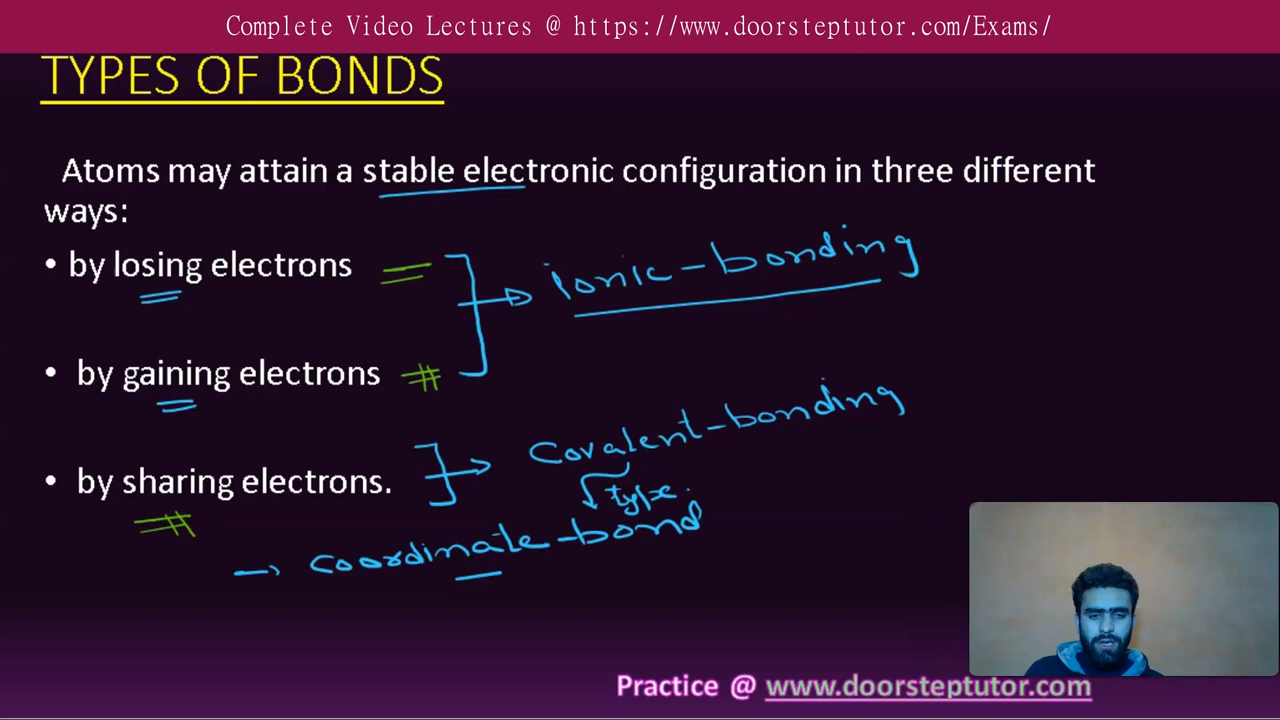 Complete Video Lectures @ https://www.doorsteptutor.com/Exams/
TYPES OF BONDS
Atoms may attain a stable electronic configuration in three different
ways:
• by losing electrons
ionic-bonding
• by gaining electrons
Covalent-bonding
• by sharing electrons.
type.
→ coordinate-bond
Practice @ www.doorsteptutor.com